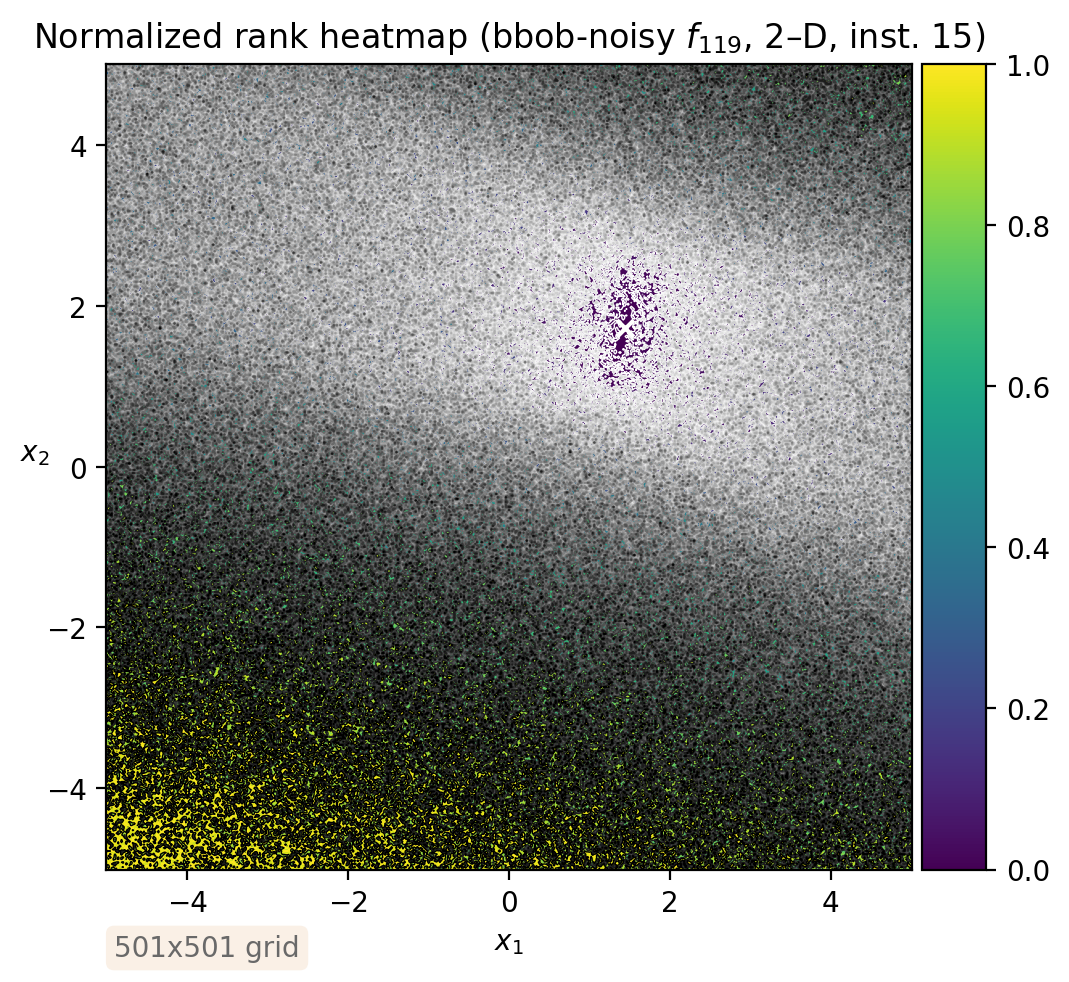 Normalized rank heatmap (bbob-noisy f₁₁₉, 2–D, inst. 15)
1.0
0.8
0.6
0.4
0.2
0.0
4
2
0
−2
−4
x₂
−4 −2 0 2 4
x₁
501x501 grid